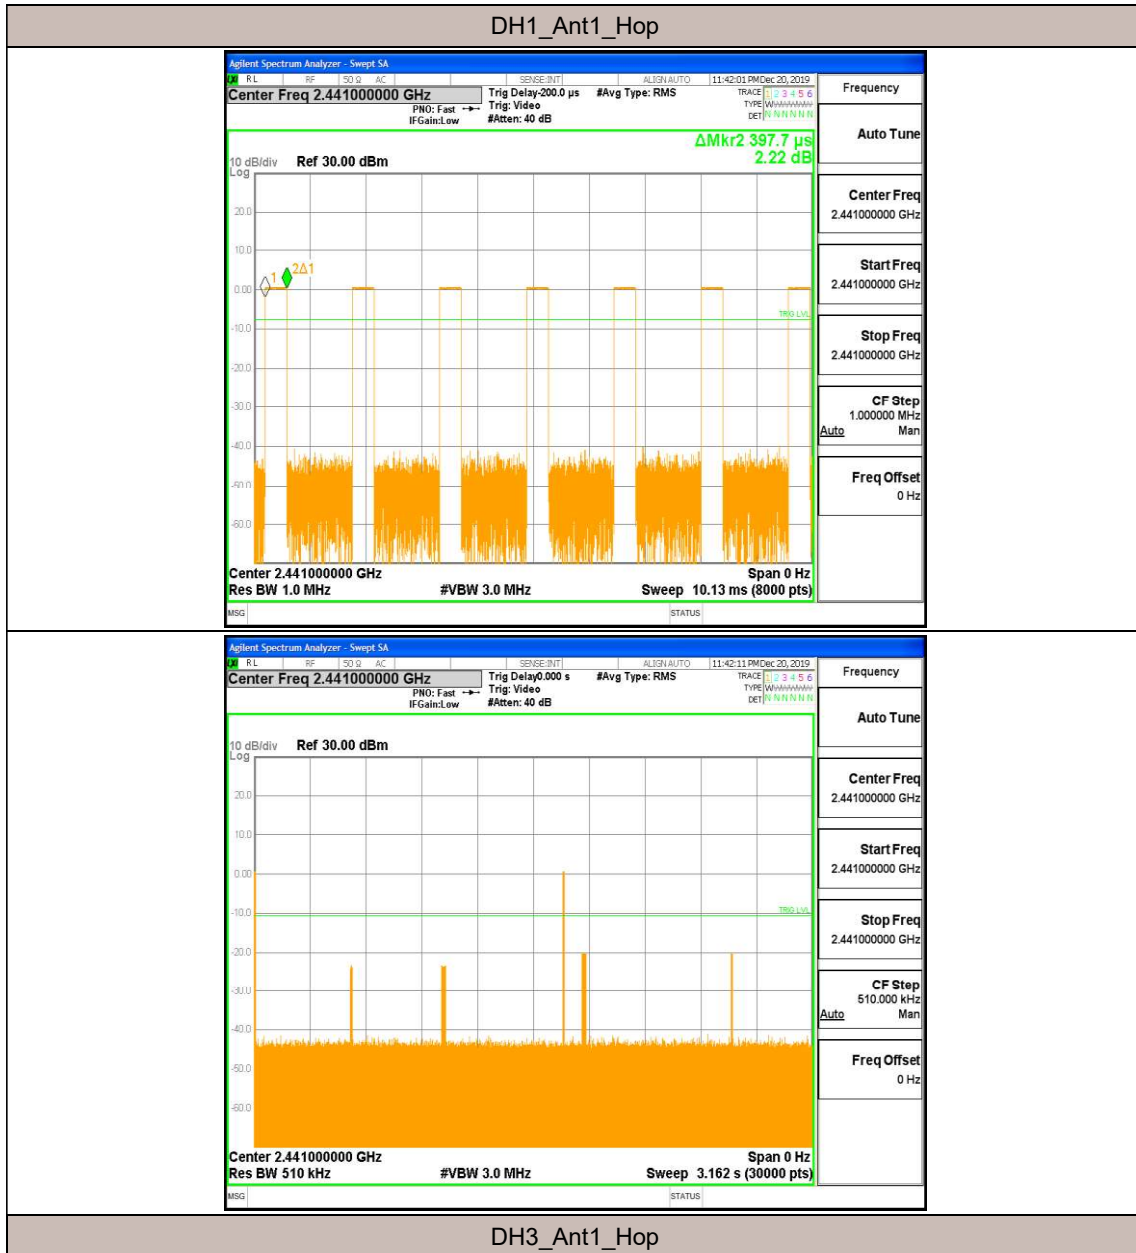 DH1_Ant1_Hop
Agilent Spectrum Analyzer - Swept SA
RL RF 50 Ω AC SENSE:INT ALIGN AUTO 11:42:01 PM Dec 20, 2019
Center Freq 2.441000000 GHz
PNO: Fast
IFGain:Low
Trig Delay-200.0 µs
Trig: Video
#Atten: 40 dB
#Avg Type: RMS
TRACE 1 2 3 4 5 6
TYPE W
DET N N N N N N
ΔMkr2 397.7 µs
2.22 dB
10 dB/div
Log
Ref 30.00 dBm
20.0
10.0
0.00
-10.0
-20.0
-30.0
-40.0
-50.0
-60.0
1
2Δ1
TRIG LVL
Center 2.441000000 GHz
Span 0 Hz
Res BW 1.0 MHz
#VBW 3.0 MHz
Sweep 10.13 ms (8000 pts)
MSG
STATUS
Frequency
Auto Tune
Center Freq
2.441000000 GHz
Start Freq
2.441000000 GHz
Stop Freq
2.441000000 GHz
CF Step
1.000000 MHz
Auto Man
Freq Offset
0 Hz
Agilent Spectrum Analyzer - Swept SA
RL RF 50 Ω AC SENSE:INT ALIGN AUTO 11:42:11 PM Dec 20, 2019
Center Freq 2.441000000 GHz
PNO: Fast
IFGain:Low
Trig Delay0.000 s
Trig: Video
#Atten: 40 dB
#Avg Type: RMS
TRACE 1 2 3 4 5 6
TYPE W
DET N N N N N N
10 dB/div
Log
Ref 30.00 dBm
20.0
10.0
0.00
-10.0
-20.0
-30.0
-40.0
-50.0
-60.0
TRIG LVL
Center 2.441000000 GHz
Span 0 Hz
Res BW 510 kHz
#VBW 3.0 MHz
Sweep 3.162 s (30000 pts)
MSG
STATUS
Frequency
Auto Tune
Center Freq
2.441000000 GHz
Start Freq
2.441000000 GHz
Stop Freq
2.441000000 GHz
CF Step
510.000 kHz
Auto Man
Freq Offset
0 Hz
DH3_Ant1_Hop